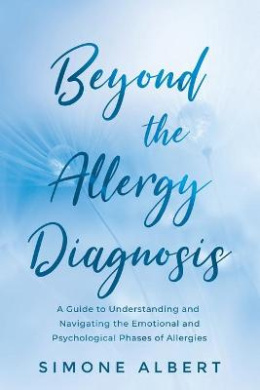 Beyond
the
Allergy
Diagnosis
A Guide to Understanding and
Navigating the Emotional and
Psychological Phases of Allergies
SIMONE ALBERT